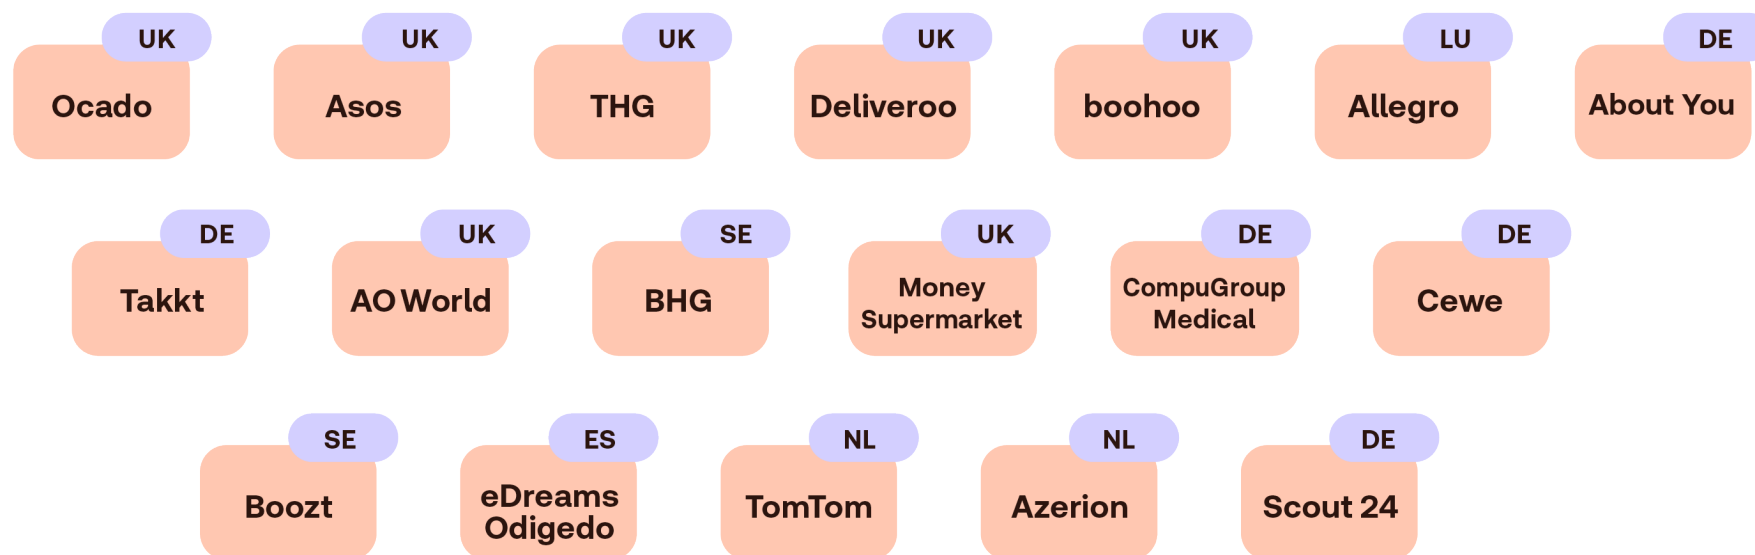 UK
UK
UK
UK
UK
LU
DE
Ocado
Asos
THG
Deliveroo
boohoo
Allegro
About You
DE
UK
SE
UK
DE
DE
Takkt
AO World
BHG
Money
Supermarket
CompuGroup
Medical
Cewe
SE
ES
NL
NL
DE
Boozt
eDreams
Odigedo
TomTom
Azerion
Scout 24